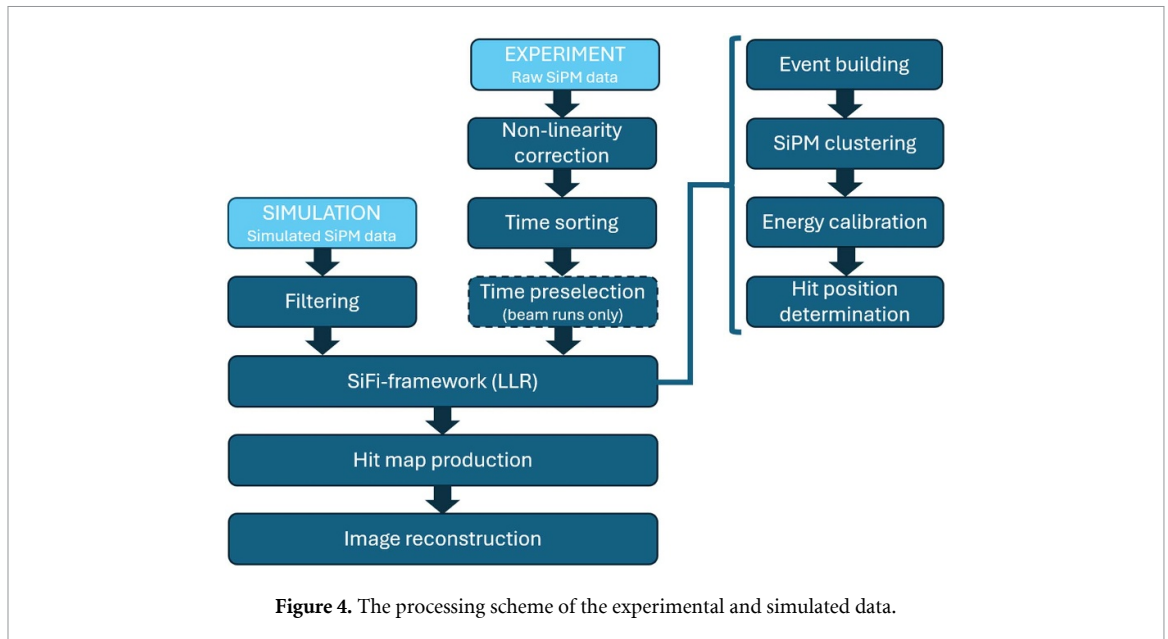 EXPERIMENT
Raw SiPM data
Non-linearity
correction
Time sorting
Time preselection
(beam runs only)
SIMULATION
Simulated SiPM data
Filtering
SiFi-framework (LLR)
Hit map production
Image reconstruction
Event building
SiPM clustering
Energy calibration
Hit position
determination
Figure 4. The processing scheme of the experimental and simulated data.